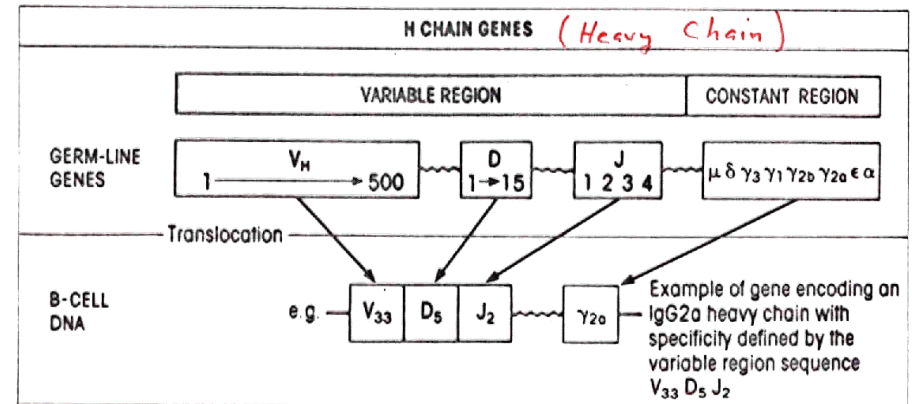 H CHAIN GENES (Heavy Chain)
VARIABLE REGION CONSTANT REGION
GERM-LINE GENES
V_H
1 → 500
D
1→15
J
1 2 3 4
μ δ γ3 γ1 γ2b γ2a ε α
Translocation
B-CELL DNA
e.g. V33 D5 J2 γ2a
Example of gene encoding an
IgG2a heavy chain with
specificity defined by the
variable region sequence
V33 D5 J2